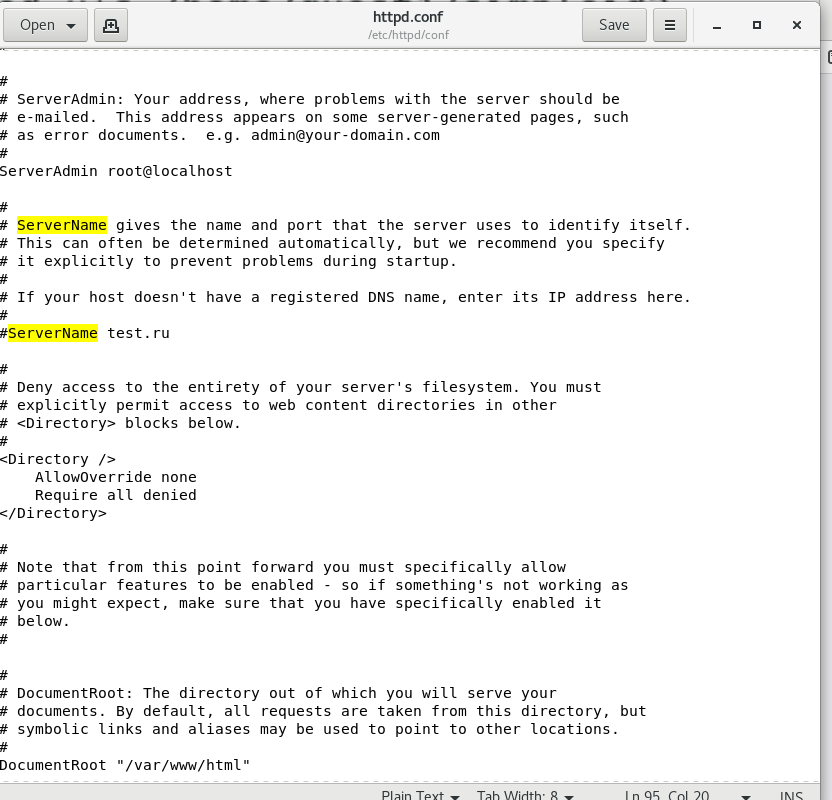 Open
httpd.conf
/etc/httpd/conf
Save
#
# ServerAdmin: Your address, where problems with the server should be
# e-mailed.  This address appears on some server-generated pages, such
# as error documents.  e.g. admin@your-domain.com
#
ServerAdmin root@localhost
#
# ServerName gives the name and port that the server uses to identify itself.
# This can often be determined automatically, but we recommend you specify
# it explicitly to prevent problems during startup.
#
# If your host doesn't have a registered DNS name, enter its IP address here.
#
#ServerName test.ru
#
# Deny access to the entirety of your server's filesystem. You must
# explicitly permit access to web content directories in other
# <Directory> blocks below.
#
<Directory />
    AllowOverride none
    Require all denied
</Directory>
#
# Note that from this point forward you must specifically allow
# particular features to be enabled - so if something's not working as
# you might expect, make sure that you have specifically enabled it
# below.
#
#
# DocumentRoot: The directory out of which you will serve your
# documents. By default, all requests are taken from this directory, but
# symbolic links and aliases may be used to point to other locations.
#
DocumentRoot "/var/www/html"
Plain Text Tab Width: 8 Ln 95, Col 20 INS